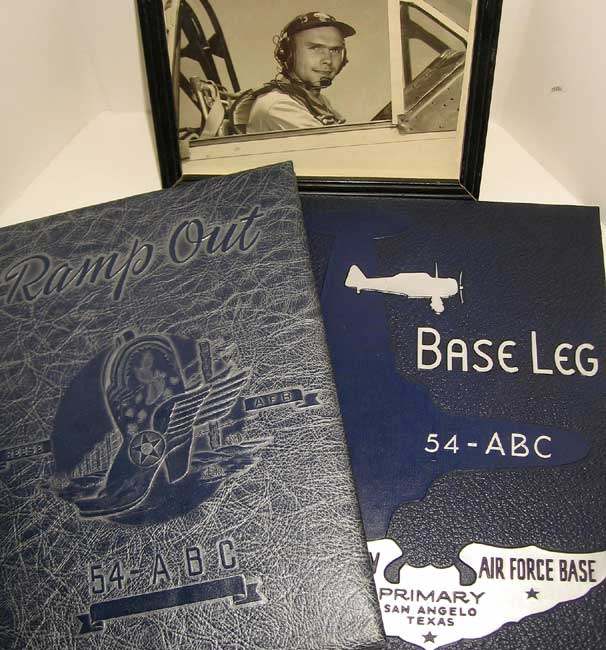 Ramp Out
AFB
54-ABC
BASE LEG
54-ABC
AIR FORCE BASE
PRIMARY
SAN ANGELO
TEXAS